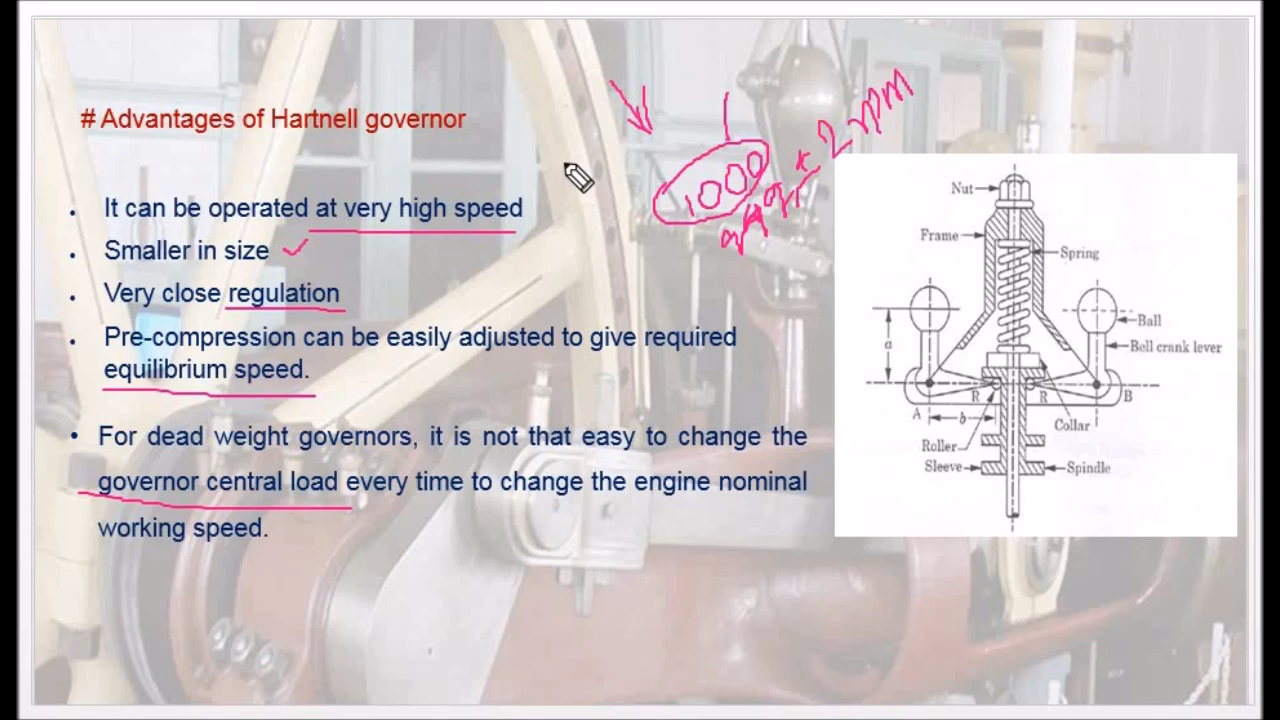 # Advantages of Hartnell governor
• It can be operated at very high speed
• Smaller in size
• Very close regulation
• Pre-compression can be easily adjusted to give required
equilibrium speed.
• For dead weight governors, it is not that easy to change the
governor central load every time to change the engine nominal
working speed.
1000
2 rpm
Nut
Frame
Spring
Ball
Bell crank lever
a
R
R
A
B
b
Collar
Roller
Sleeve
Spindle